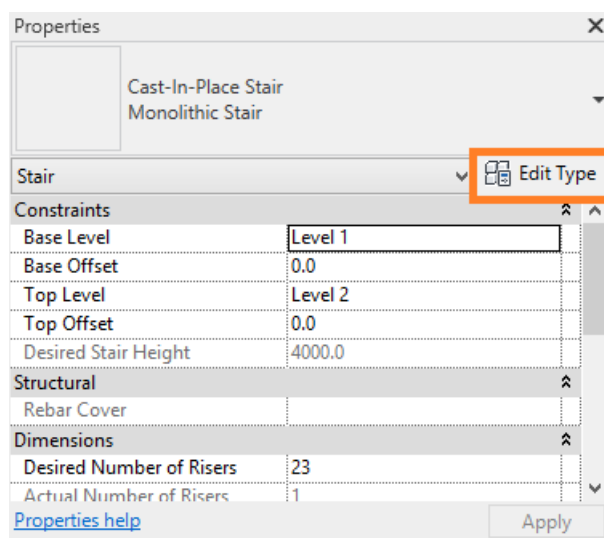 Properties
Cast-In-Place Stair
Monolithic Stair
Stair Edit Type
Constraints
Base Level Level 1
Base Offset 0.0
Top Level Level 2
Top Offset 0.0
Desired Stair Height 4000.0
Structural
Rebar Cover
Dimensions
Desired Number of Risers 23
Actual Number of Risers 1
Properties help Apply